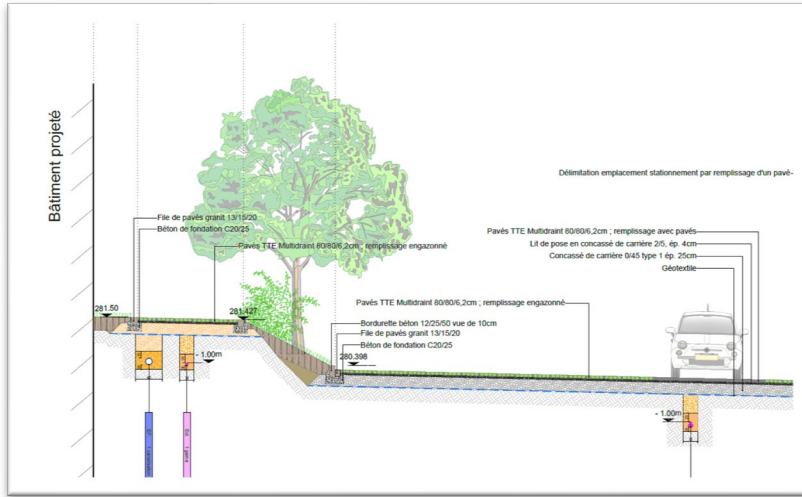 Bâtiment projeté
Délimitation emplacement stationnement par remplissage d'un pavé
File de pavés granit 13/15/20
Béton de fondation C20/25
Pavés TTE Multidraint 80/80/6,2cm ; remplissage engazonné
Pavés TTE Multidraint 80/80/6,2cm ; remplissage avec pavés
Lit de pose en concassé de carrière 2/5, ép. 4cm
Concassé de carrière 0/45 type 1 ép. 25cm
Géotextile
281.50
281.427
Pavés TTE Multidraint 80/80/6,2cm ; remplissage engazonné
Bordurette béton 12/25/50 vue de 10cm
File de pavés granit 13/15/20
Béton de fondation C20/25
280.398
- 1.00m
- 1.00m